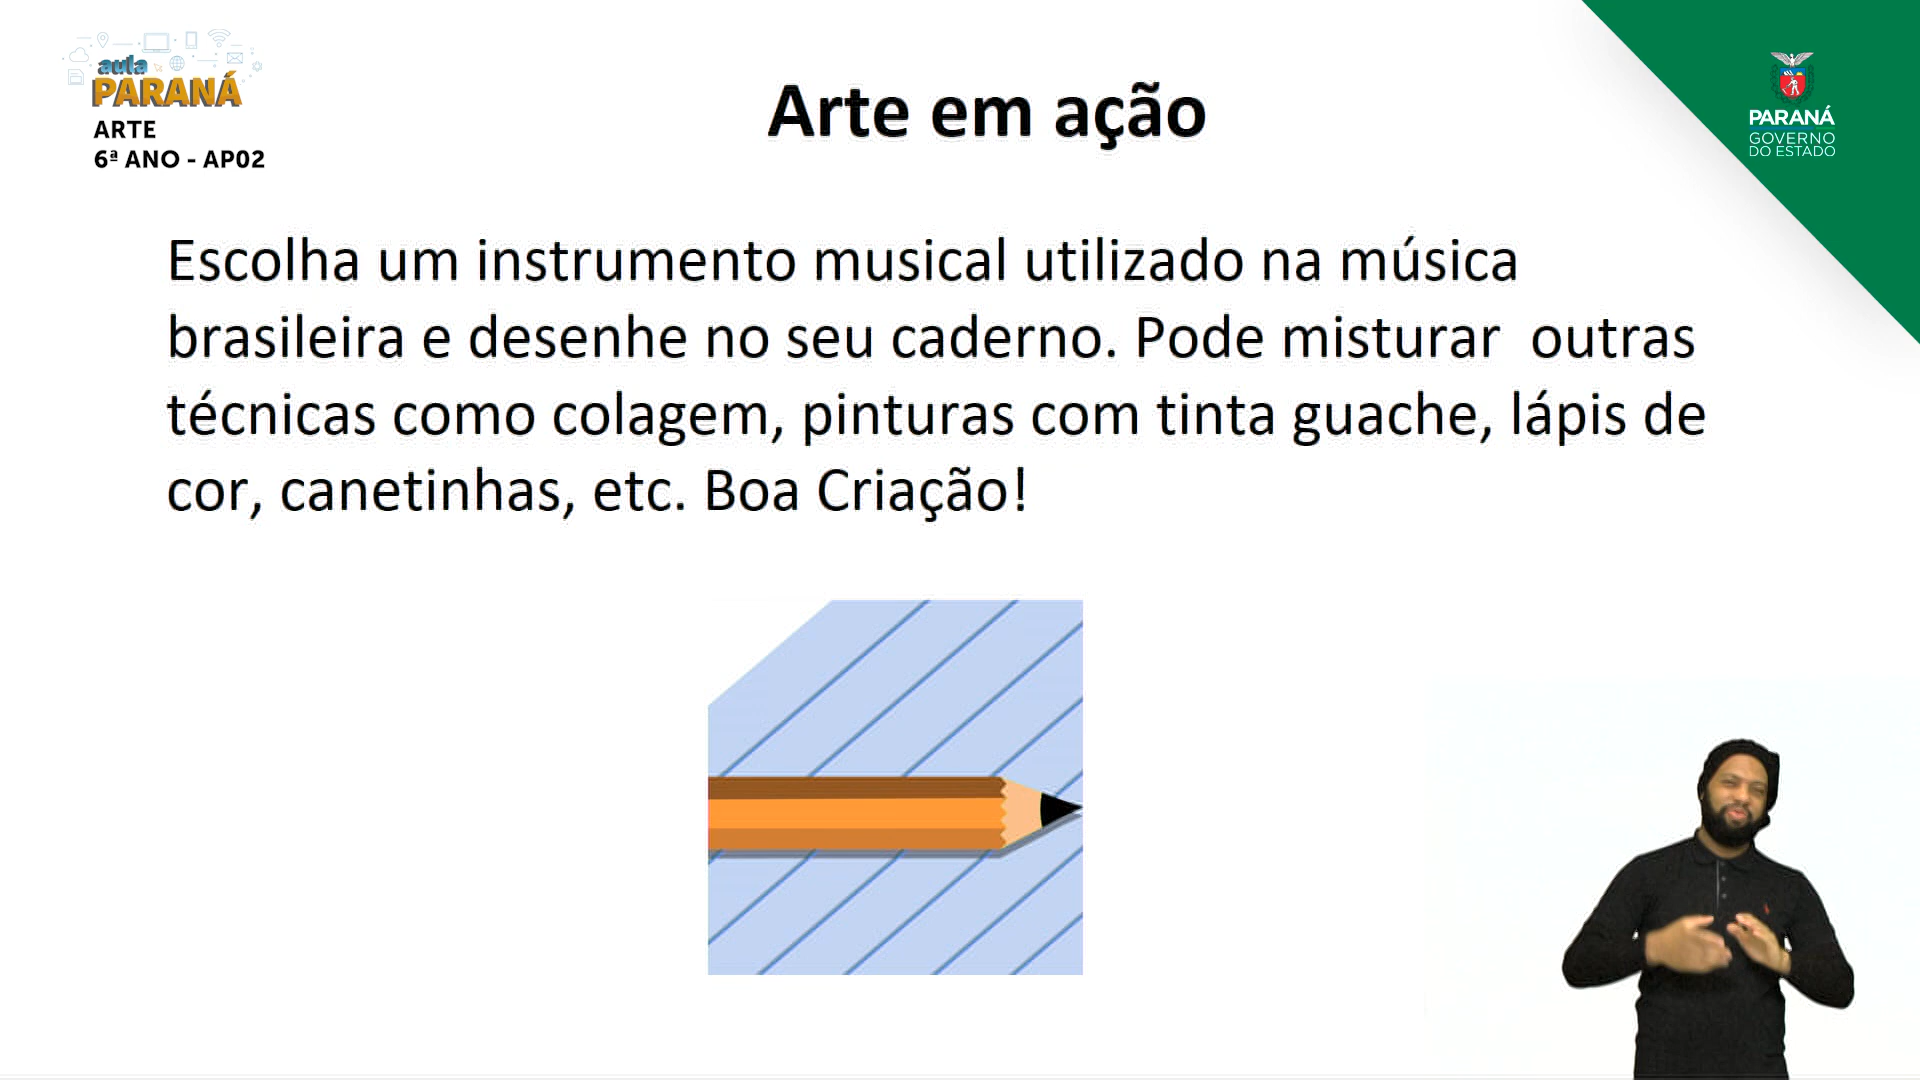 aula
PARANÁ
ARTE
6ª ANO - AP02
Arte em ação
PARANÁ
GOVERNO
DO ESTADO
Escolha um instrumento musical utilizado na música
brasileira e desenhe no seu caderno. Pode misturar  outras
técnicas como colagem, pinturas com tinta guache, lápis de
cor, canetinhas, etc. Boa Criação!